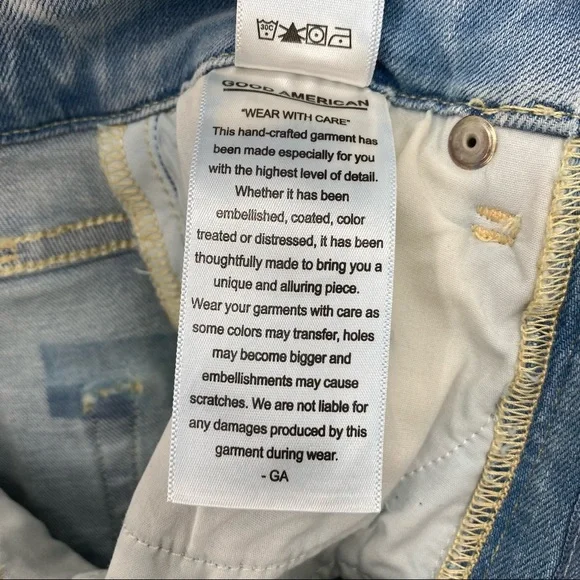 30C
GOOD AMERICAN
"WEAR WITH CARE"
This hand-crafted garment has
been made especially for you
with the highest level of detail.
Whether it has been
embellished, coated, color
treated or distressed, it has been
thoughtfully made to bring you a
unique and alluring piece.
Wear your garments with care as
some colors may transfer, holes
may become bigger and
embellishments may cause
scratches. We are not liable for
any damages produced by this
garment during wear.
- GA